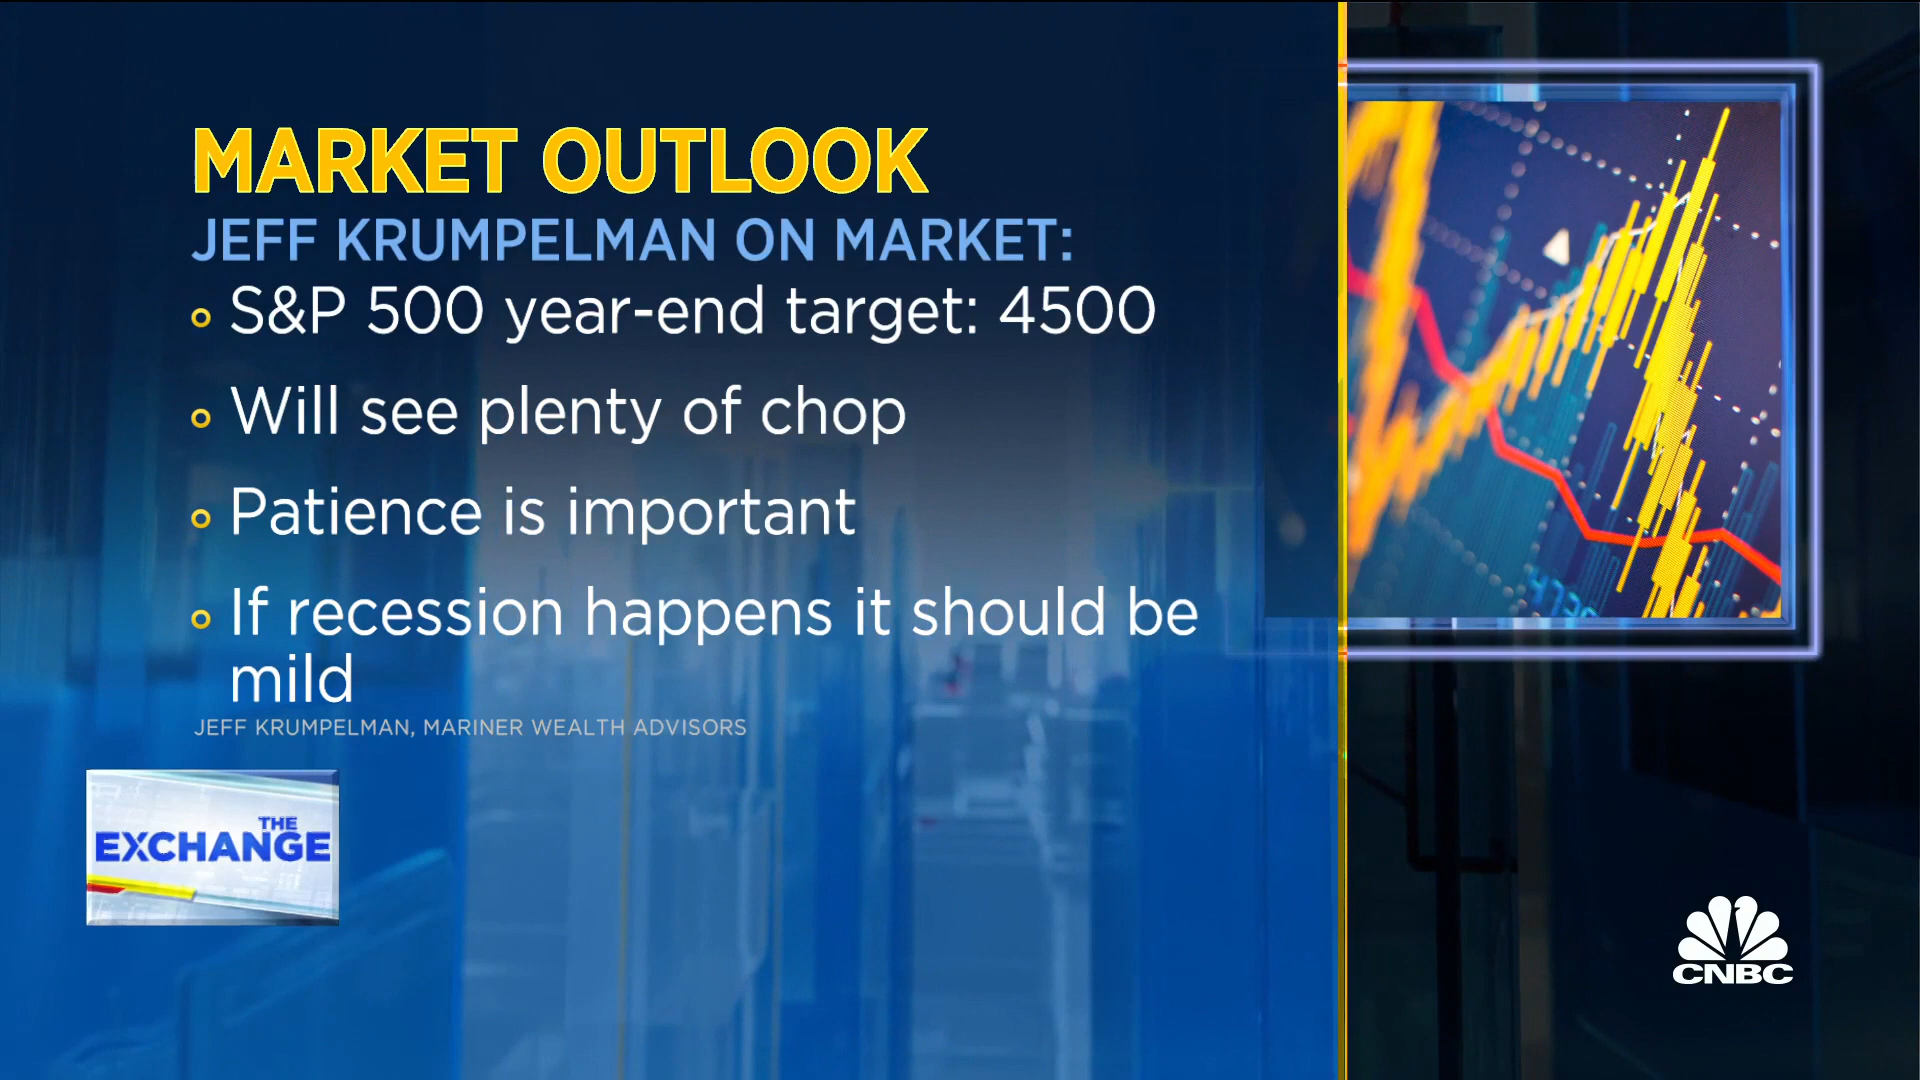 MARKET OUTLOOK
JEFF KRUMPELMAN ON MARKET:
S&P 500 year-end target: 4500
Will see plenty of chop
Patience is important
If recession happens it should be
mild
JEFF KRUMPELMAN, MARINER WEALTH ADVISORS
THE
EXCHANGE
CNBC